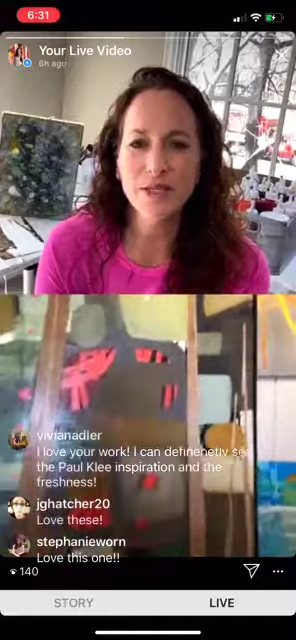 6:31
Your Live Video
6h ago
vivianadler
I love your work! I can definenetly se
the Paul Klee inspiration and the
freshness!
jghatcher20
Love these!
stephanieworn
Love this one!!
140
STORY
LIVE